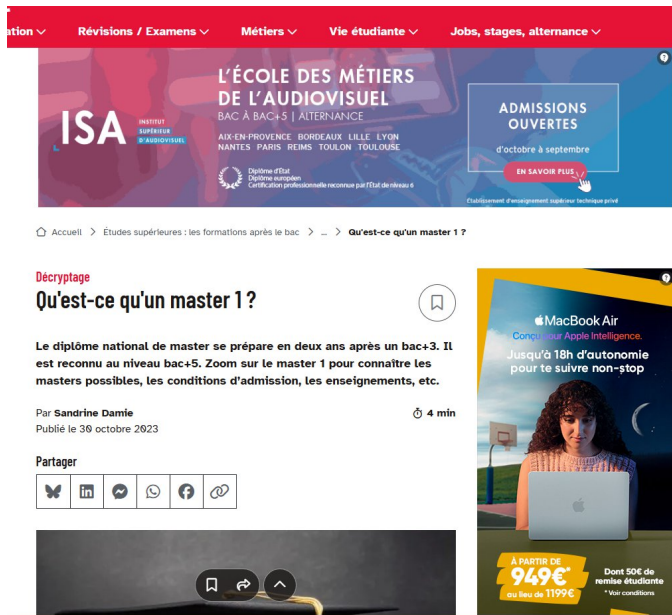 ation
Révisions / Examens
Métiers
Vie étudiante
Jobs, stages, alternance
ISA
INSTITUT
SUPÉRIEUR
D'AUDIOVISUEL
L'ÉCOLE DES MÉTIERS
DE L'AUDIOVISUEL
BAC À BAC+5 | ALTERNANCE
AIX-EN-PROVENCE BORDEAUX LILLE LYON
NANTES PARIS REIMS TOULON TOULOUSE
Diplôme d'État
Diplôme européen
Certification professionnelle reconnue par l'État de niveau 6
ADMISSIONS
OUVERTES
d'octobre à septembre
EN SAVOIR PLUS
Établissement d'enseignement supérieur technique privé
Accueil > Études supérieures : les formations après le bac > … > Qu'est-ce qu'un master 1 ?
Décryptage
Qu'est-ce qu'un master 1 ?
Le diplôme national de master se prépare en deux ans après un bac+3. Il
est reconnu au niveau bac+5. Zoom sur le master 1 pour connaître les
masters possibles, les conditions d'admission, les enseignements, etc.
Par Sandrine Damie
4 min
Publié le 30 octobre 2023
Partager
MacBook Air
Conçu pour Apple Intelligence.
Jusqu'à 18h d'autonomie
pour te suivre non-stop
À PARTIR DE
949€*
au lieu de 1199€
Dont 50€ de
remise étudiante
* Voir conditions